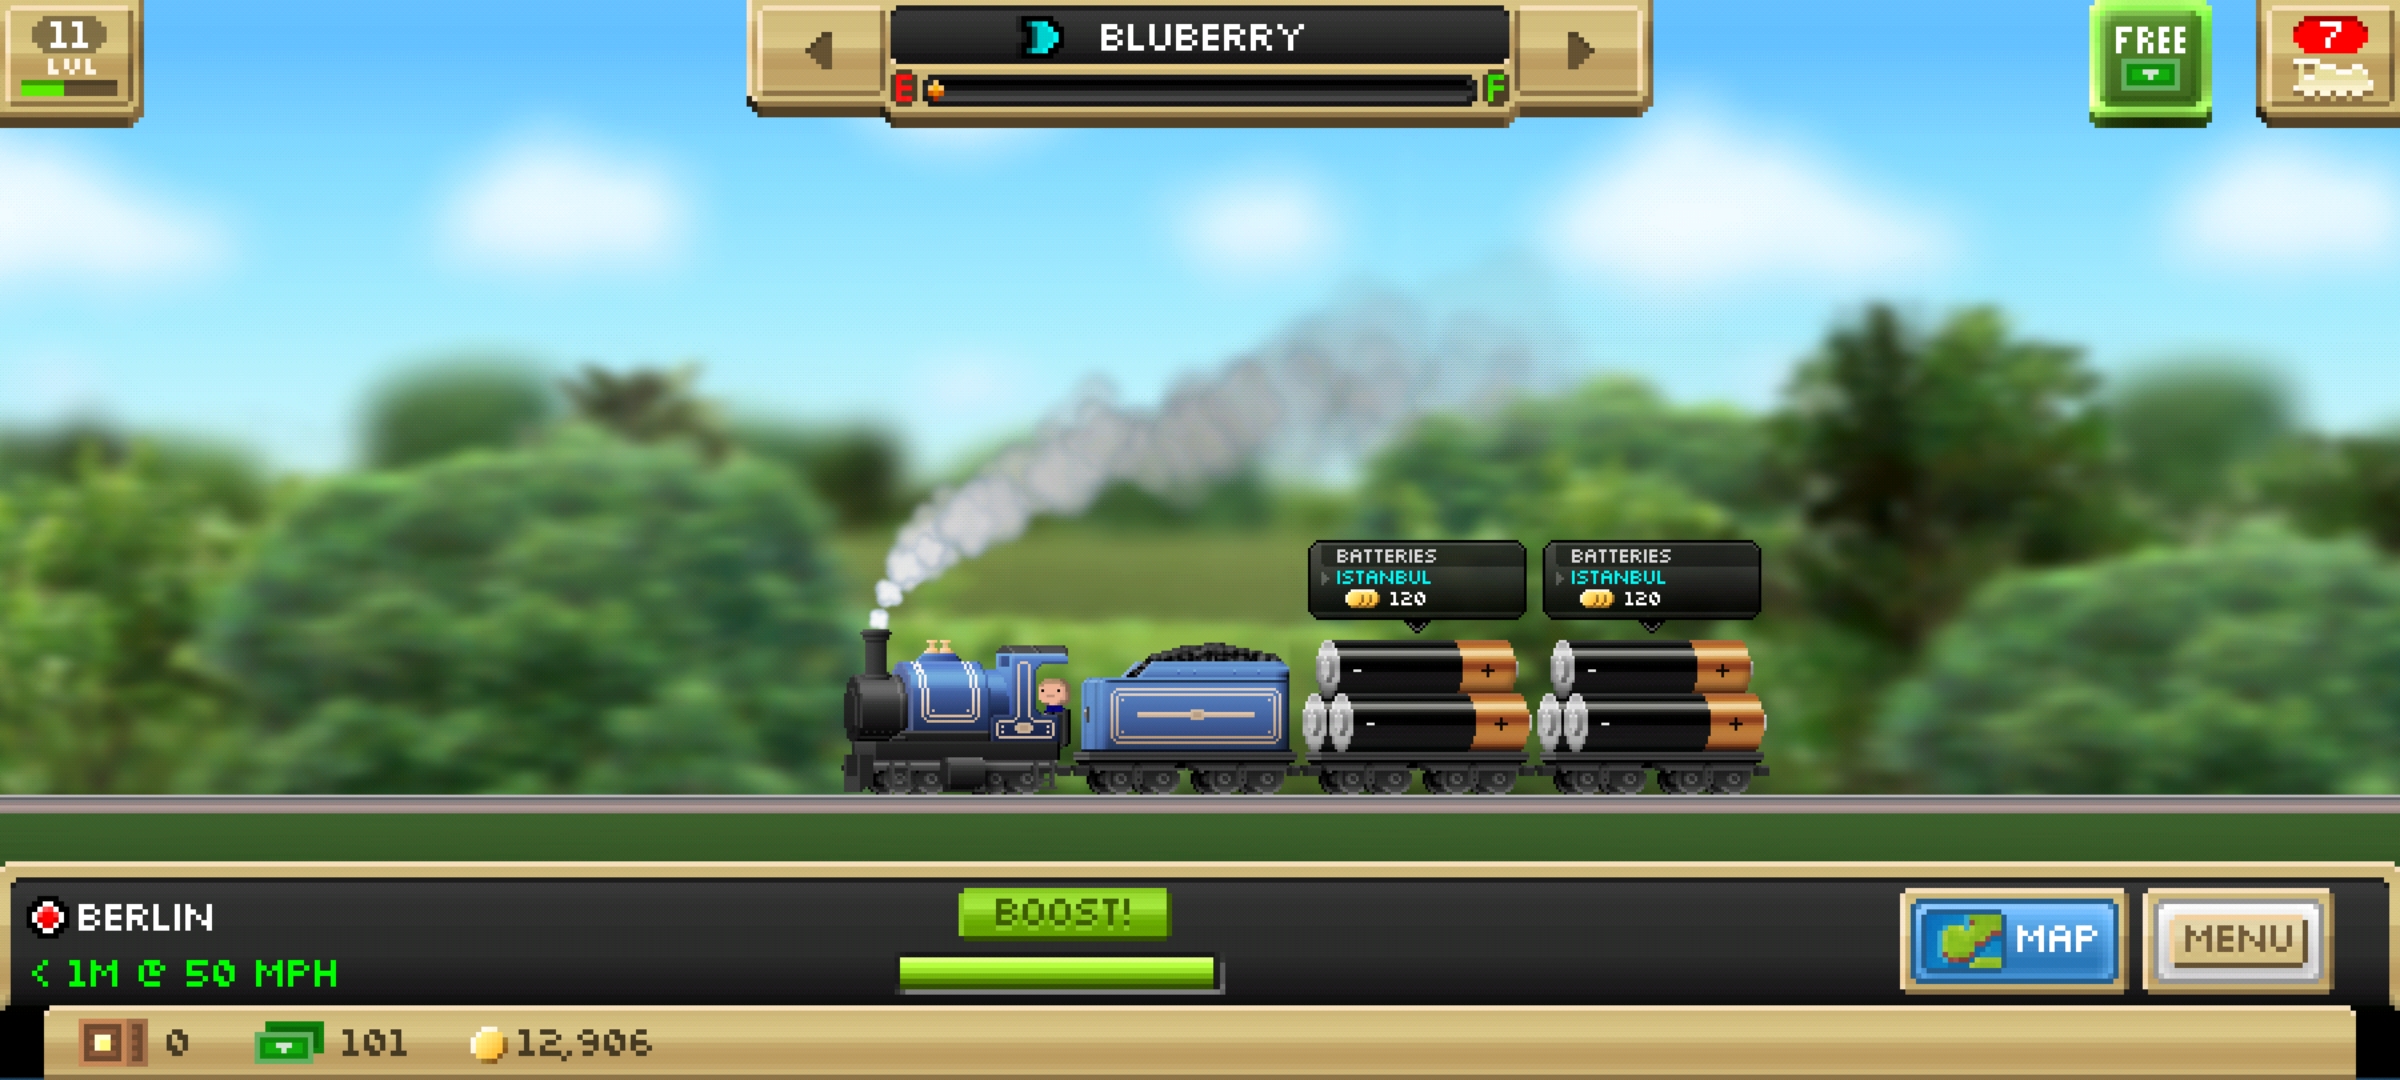 11
LVL
BLUBERRY
E F
FREE
7
BATTERIES
ISTANBUL
120
BATTERIES
ISTANBUL
120
- +
- +
- +
- +
BERLIN
< 1M @ 50 MPH
BOOST!
MAP
MENU
0
101
12,906